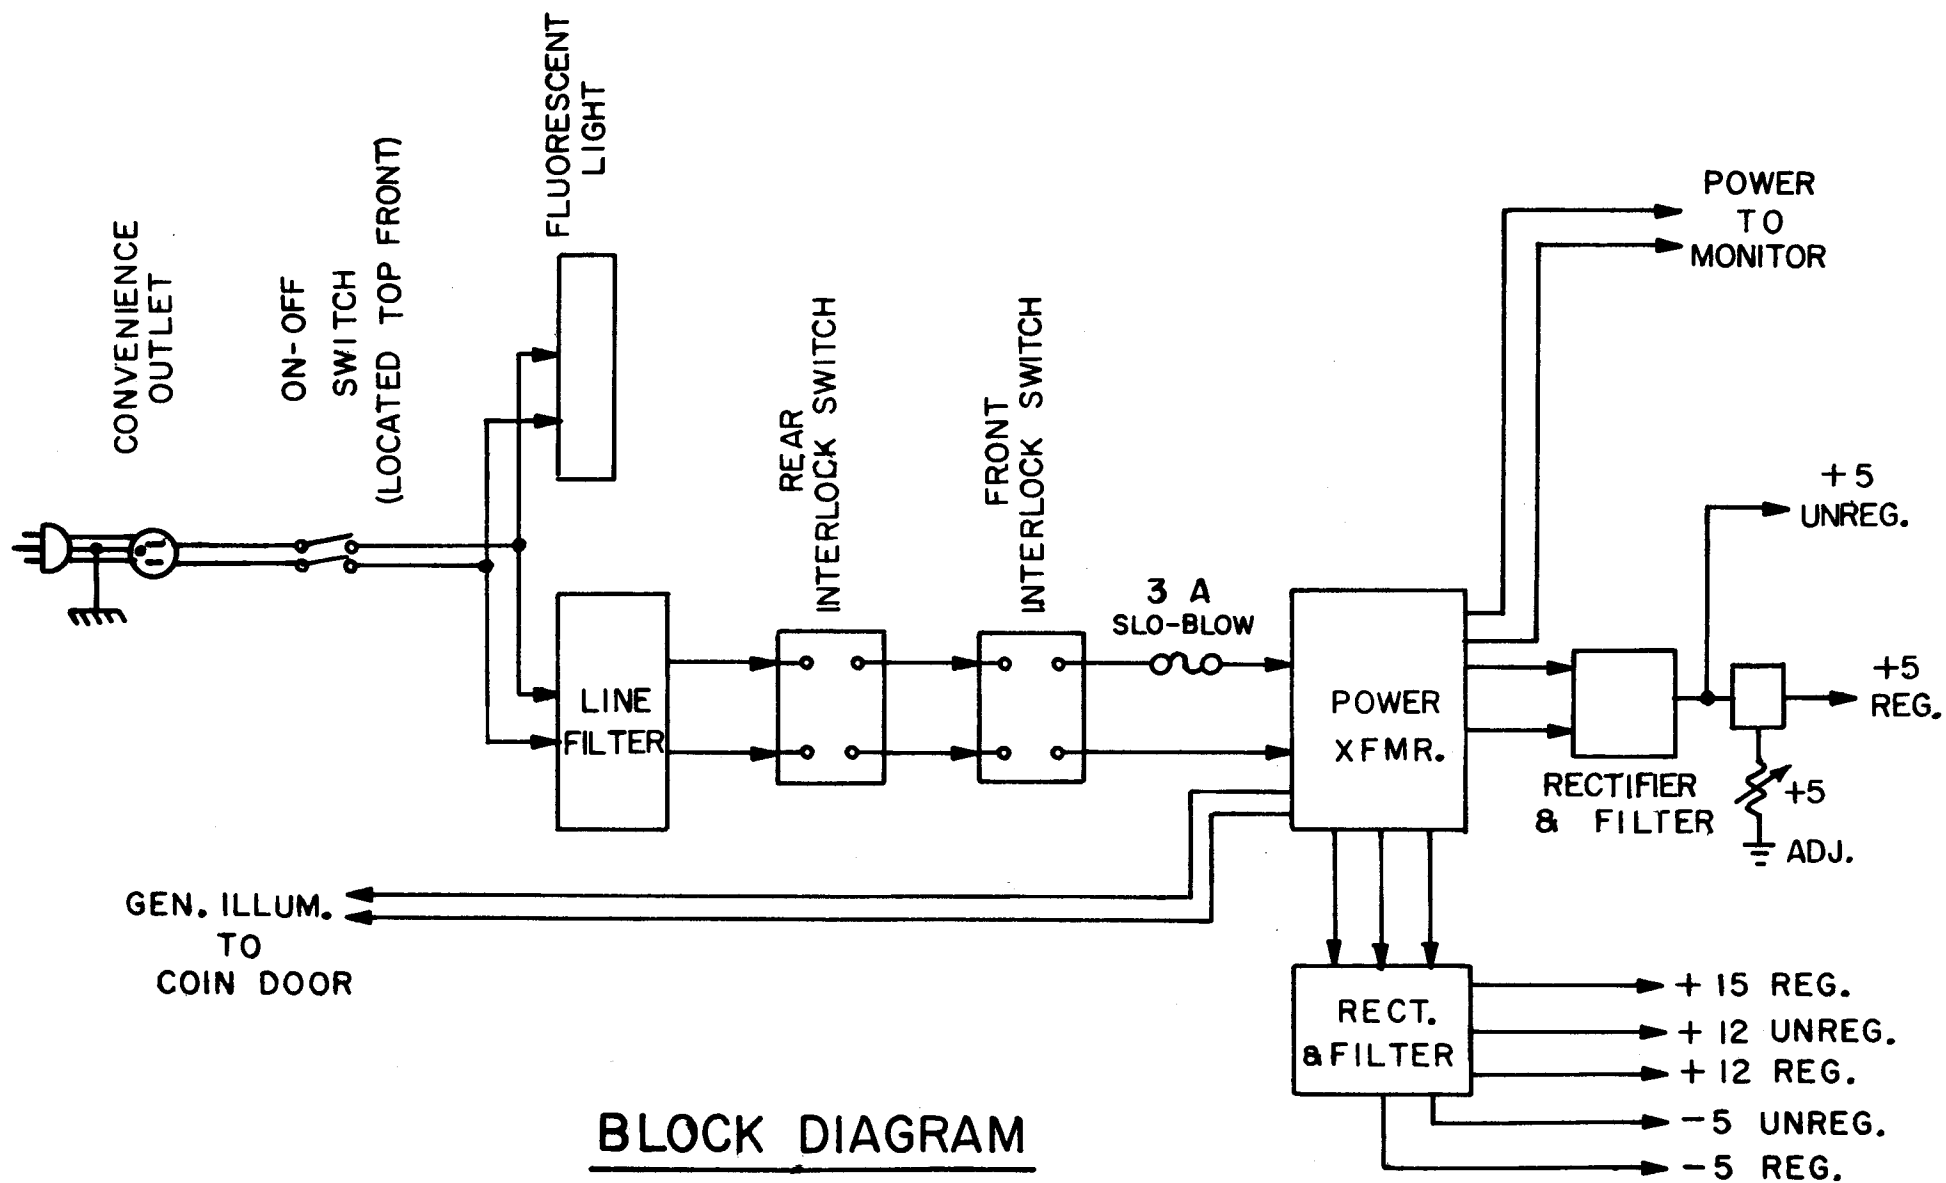 CONVENIENCE
OUTLET
ON-OFF
SWITCH
(LOCATED TOP FRONT)
FLUORESCENT
LIGHT
REAR
INTERLOCK SWITCH
FRONT
INTERLOCK SWITCH
3 A
SLO-BLOW
LINE
FILTER
POWER
XFMR.
POWER
TO
MONITOR
+5
UNREG.
+5
REG.
RECTIFIER
& FILTER
+5
ADJ.
GEN. ILLUM.
TO
COIN DOOR
RECT.
& FILTER
+15 REG.
+12 UNREG.
+12 REG.
-5 UNREG.
-5 REG.
BLOCK DIAGRAM